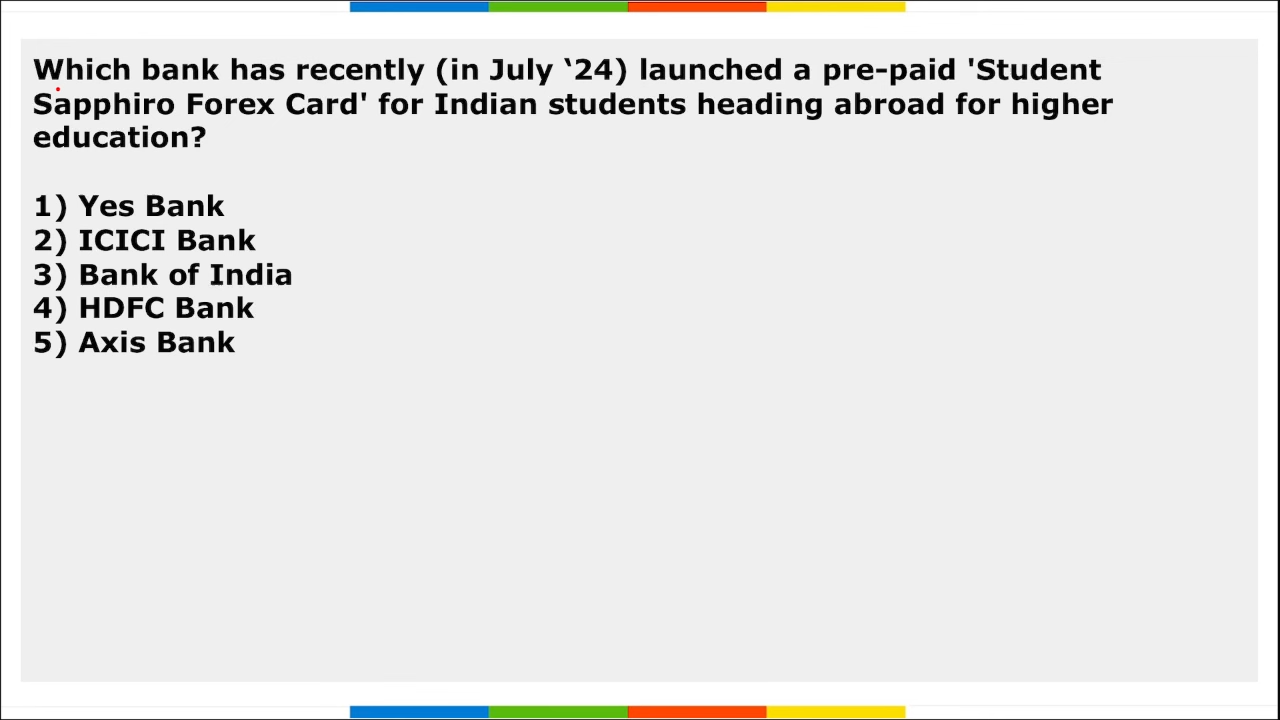 Which bank has recently (in July ‘24) launched a pre-paid 'Student
Sapphiro Forex Card' for Indian students heading abroad for higher
education?
1) Yes Bank
2) ICICI Bank
3) Bank of India
4) HDFC Bank
5) Axis Bank